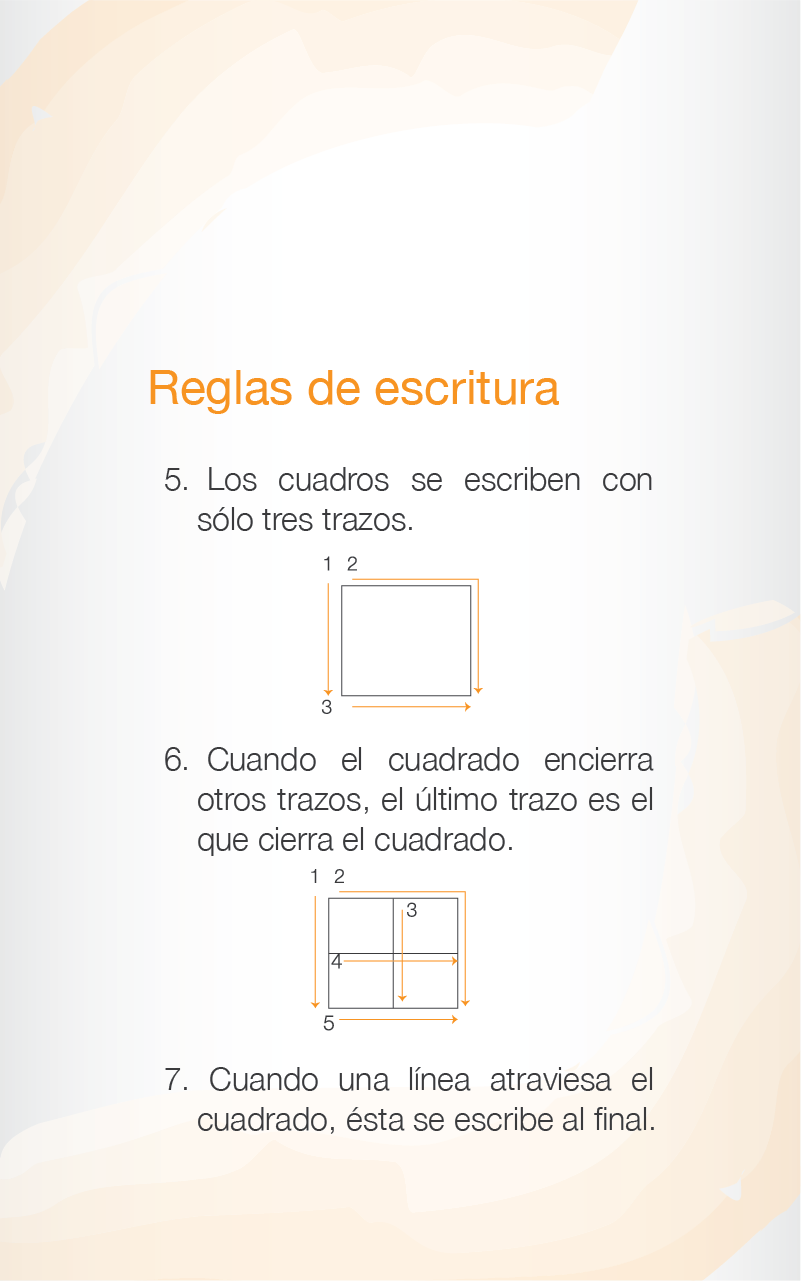 Reglas de escritura
5. Los cuadros se escriben con
sólo tres trazos.
1 2
3
6. Cuando el cuadrado encierra
otros trazos, el último trazo es el
que cierra el cuadrado.
1 2
3
4
5
7. Cuando una línea atraviesa el
cuadrado, ésta se escribe al final.